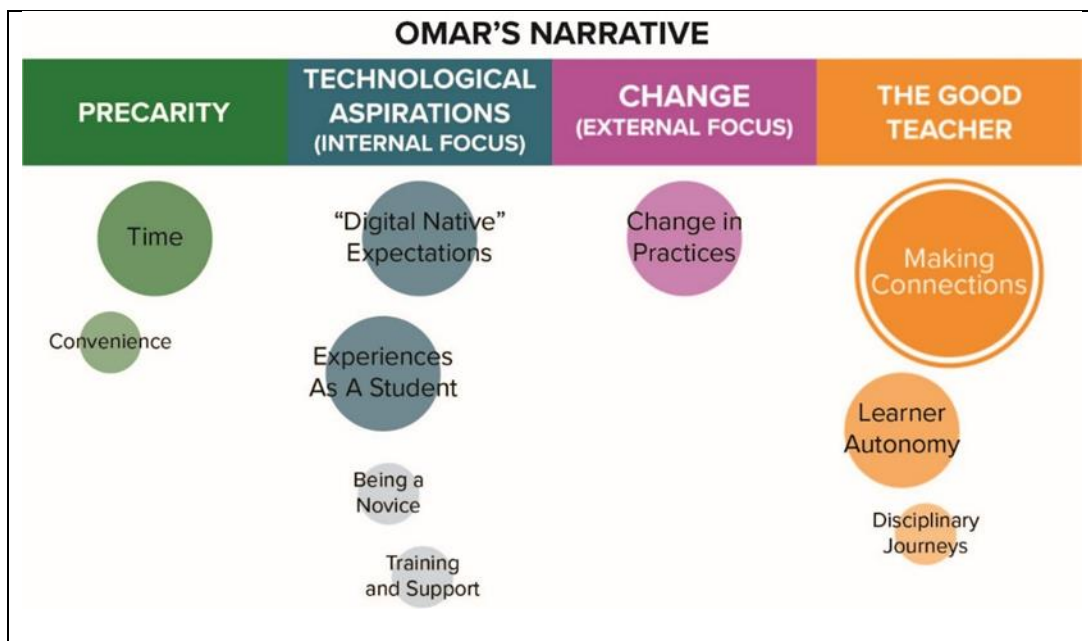 OMAR'S NARRATIVE
PRECARITY
TECHNOLOGICAL
ASPIRATIONS
(INTERNAL FOCUS)
CHANGE
(EXTERNAL FOCUS)
THE GOOD
TEACHER
Time
Convenience
“Digital Native”
Expectations
Experiences
As A Student
Being a
Novice
Training
and Support
Change in
Practices
Making
Connections
Learner
Autonomy
Disciplinary
Journeys